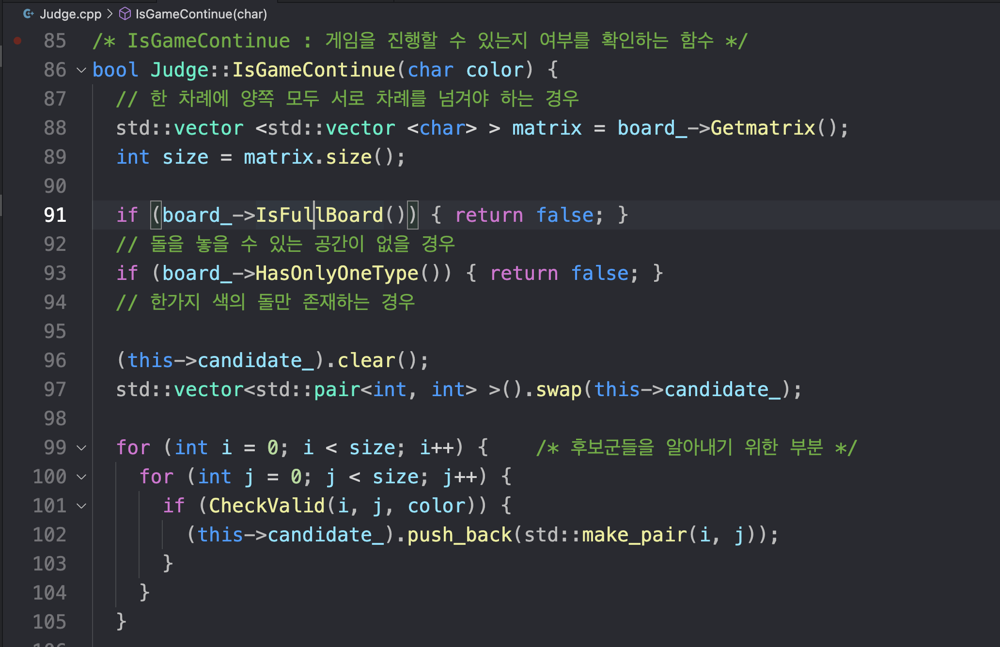 Judge.cpp > IsGameContinue(char)
85 /* IsGameContinue : 게임을 진행할 수 있는지 여부를 확인하는 함수 */
86 bool Judge::IsGameContinue(char color) {
87 // 한 차례에 양쪽 모두 서로 차례를 넘겨야 하는 경우
88 std::vector <std::vector <char> > matrix = board_->Getmatrix();
89 int size = matrix.size();
90
91 if (board_->IsFullBoard()) { return false; }
92 // 돌을 놓을 수 있는 공간이 없을 경우
93 if (board_->HasOnlyOneType()) { return false; }
94 // 한가지 색의 돌만 존재하는 경우
95
96 (this->candidate_).clear();
97 std::vector<std::pair<int, int> >().swap(this->candidate_);
98
99 for (int i = 0; i < size; i++) { /* 후보군들을 알아내기 위한 부분 */
100 for (int j = 0; j < size; j++) {
101 if (CheckValid(i, j, color)) {
102 (this->candidate_).push_back(std::make_pair(i, j));
103 }
104 }
105 }
106